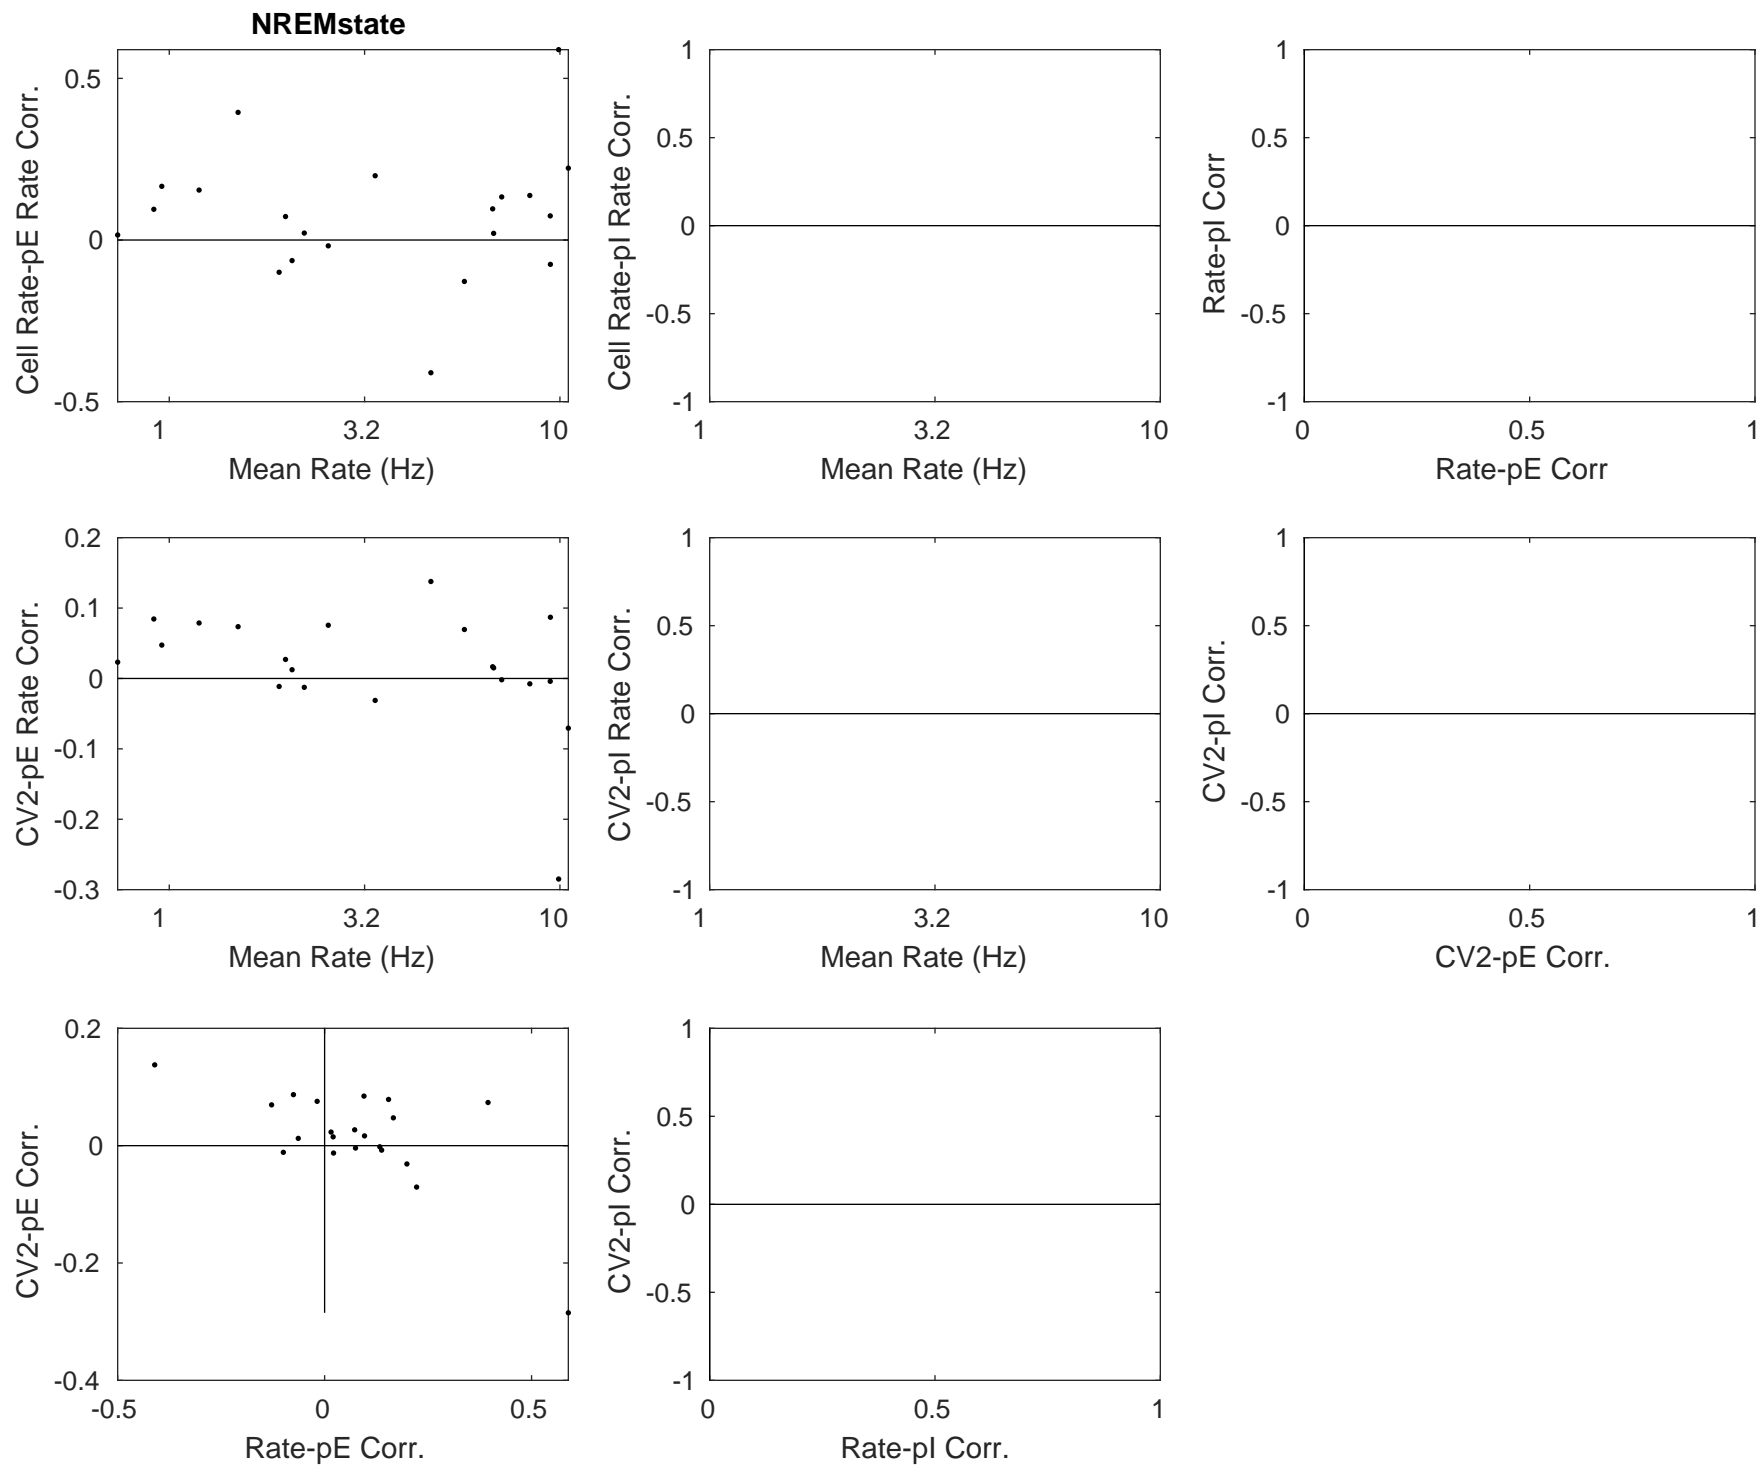 NREMstate
Cell Rate-pE Rate Corr.
0.5
0
-0.5
1 3.2 10
Mean Rate (Hz)
Cell Rate-pI Rate Corr.
1
0.5
0
-0.5
-1
1 3.2 10
Mean Rate (Hz)
Rate-pI Corr
1
0.5
0
-0.5
-1
0 0.5 1
Rate-pE Corr
CV2-pE Rate Corr.
0.2
0.1
0
-0.1
-0.2
-0.3
1 3.2 10
Mean Rate (Hz)
CV2-pI Rate Corr.
1
0.5
0
-0.5
-1
1 3.2 10
Mean Rate (Hz)
CV2-pI Corr.
1
0.5
0
-0.5
-1
0 0.5 1
CV2-pE Corr.
CV2-pE Corr.
0.2
0
-0.2
-0.4
-0.5 0 0.5
Rate-pE Corr.
CV2-pI Corr.
1
0.5
0
-0.5
-1
0 0.5 1
Rate-pI Corr.